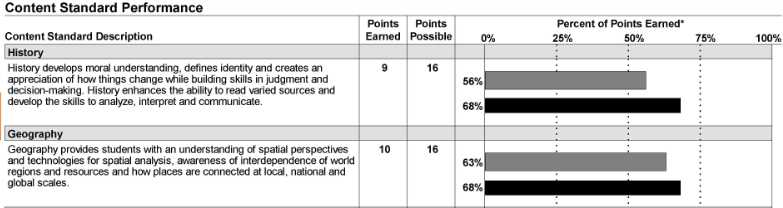 Content Standard Performance
Points Points Percent of Points Earned*
Content Standard Description Earned Possible 0% 25% 50% 75% 100%
History
History develops moral understanding, defines identity and creates an 9 16
appreciation of how things change while building skills in judgment and 56%
decision-making. History enhances the ability to read varied sources and
develop the skills to analyze, interpret and communicate. 68%
Geography
Geography provides students with an understanding of spatial perspectives 10 16
and technologies for spatial analysis, awareness of interdependence of world 63%
regions and resources and how places are connected at local, national and
global scales. 68%